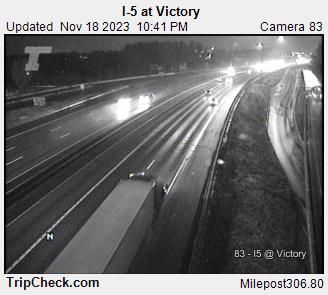 I-5 at Victory
Updated Nov 18 2023 10:41 PM Camera 83
T
N
83 - I5 @ Victory
TripCheck.com Milepost306.80